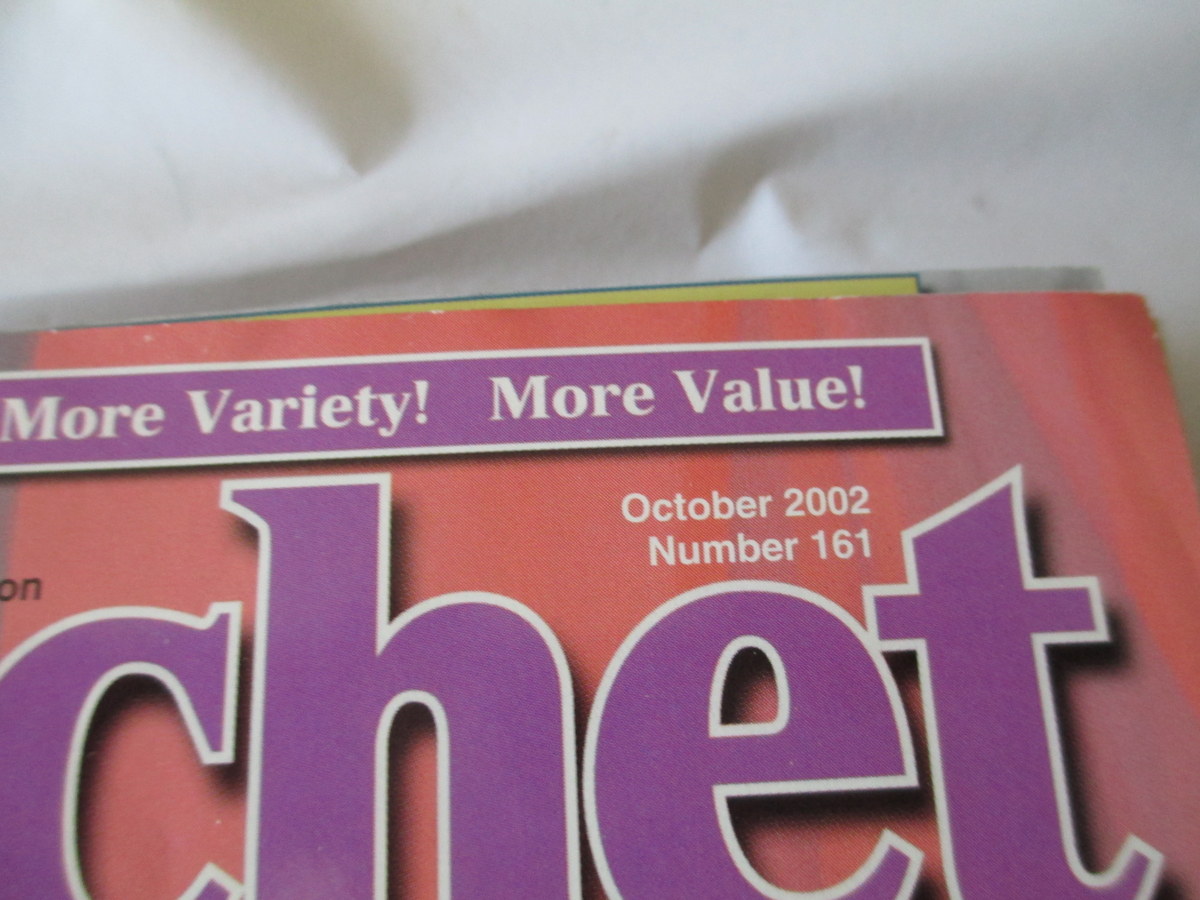 More Variety! More Value!
October 2002
Number 161
on
chet